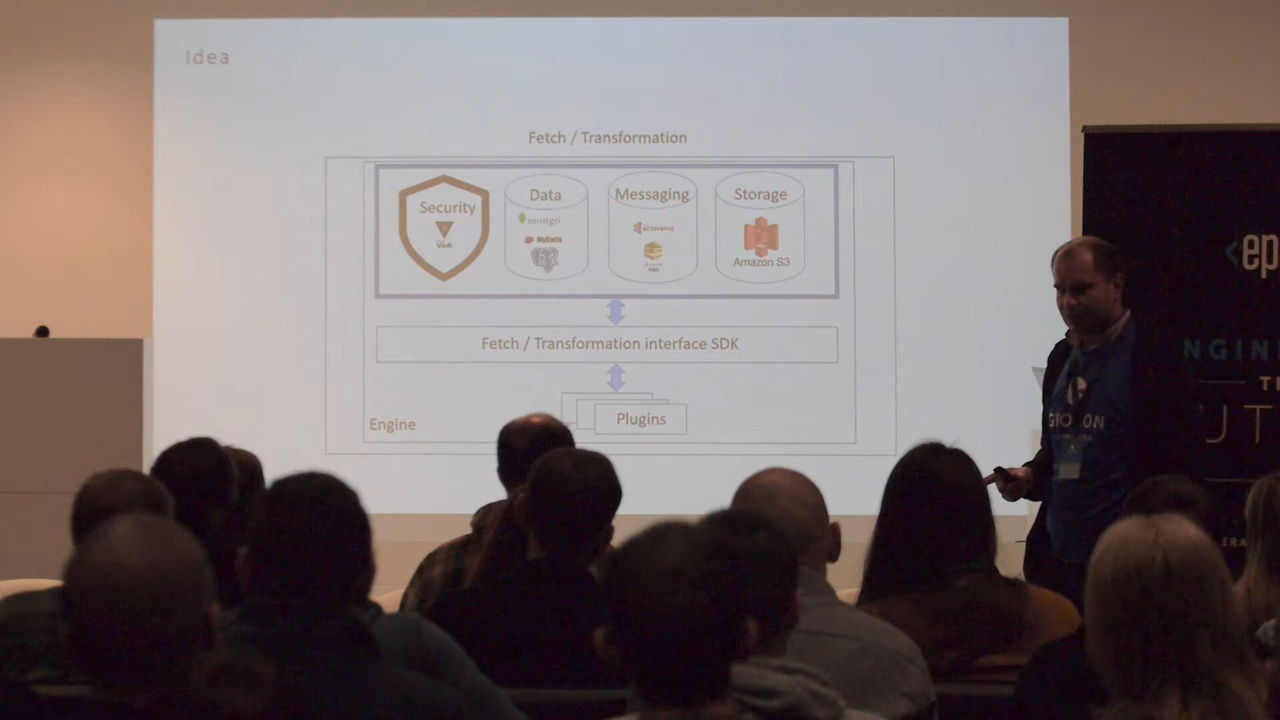 Idea
Fetch / Transformation
Security
Vault
Data
mongo
MyBatis
Messaging
Storage
Amazon S3
Fetch / Transformation interface SDK
Plugins
Engine
<ep
NGIN
UT